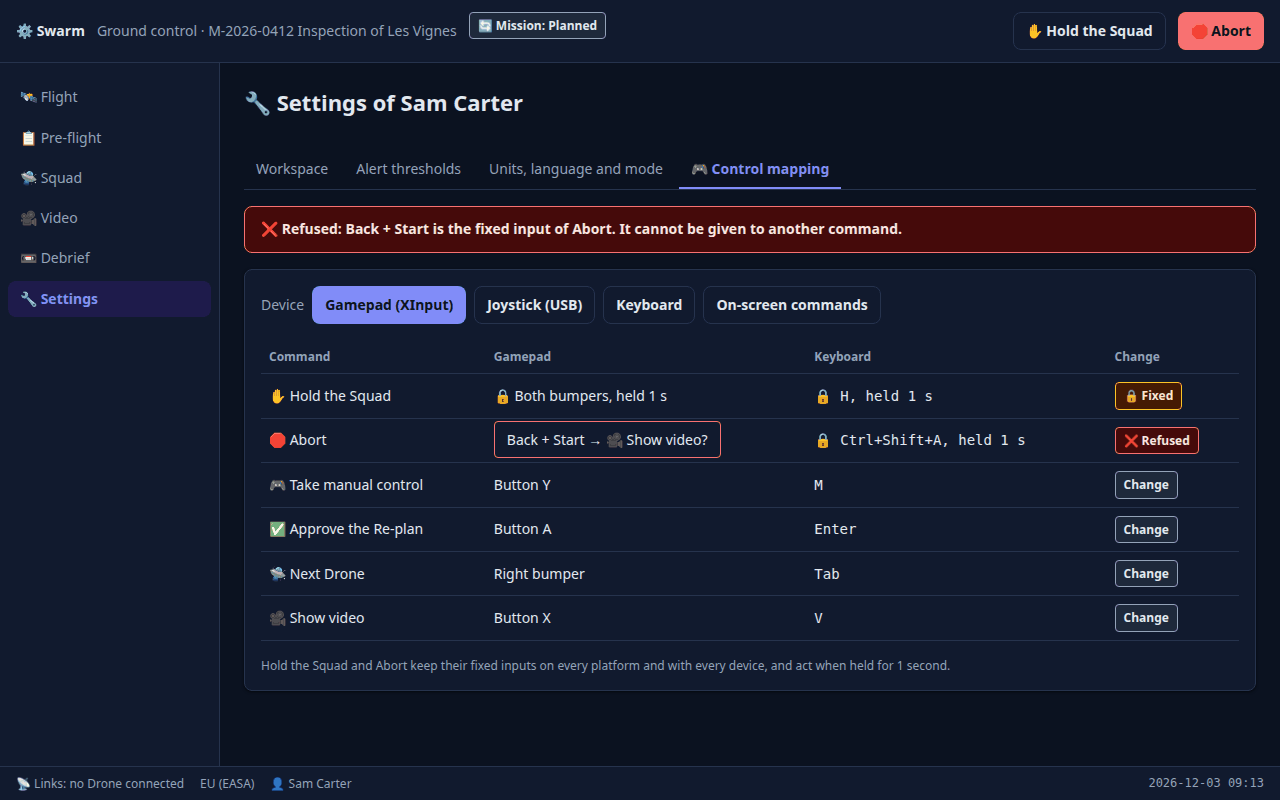 ⚙️ Swarm Ground control · M-2026-0412 Inspection of Les Vignes 🔄 Mission: Planned ✋ Hold the Squad 🛑 Abort
🛰️ Flight
📋 Pre-flight
🛸 Squad
🎥 Video
📼 Debrief
🔧 Settings
🔧 Settings of Sam Carter
Workspace Alert thresholds Units, language and mode 🎮 Control mapping
❌ Refused: Back + Start is the fixed input of Abort. It cannot be given to another command.
Device Gamepad (XInput) Joystick (USB) Keyboard On-screen commands
Command Gamepad Keyboard Change
✋ Hold the Squad 🔒 Both bumpers, held 1 s 🔒 H, held 1 s 🔒 Fixed
🛑 Abort Back + Start → 🎥 Show video? 🔒 Ctrl+Shift+A, held 1 s ❌ Refused
🎮 Take manual control Button Y M Change
✅ Approve the Re-plan Button A Enter Change
🛸 Next Drone Right bumper Tab Change
🎥 Show video Button X V Change
Hold the Squad and Abort keep their fixed inputs on every platform and with every device, and act when held for 1 second.
📡 Links: no Drone connected EU (EASA) 👤 Sam Carter 2026-12-03 09:13